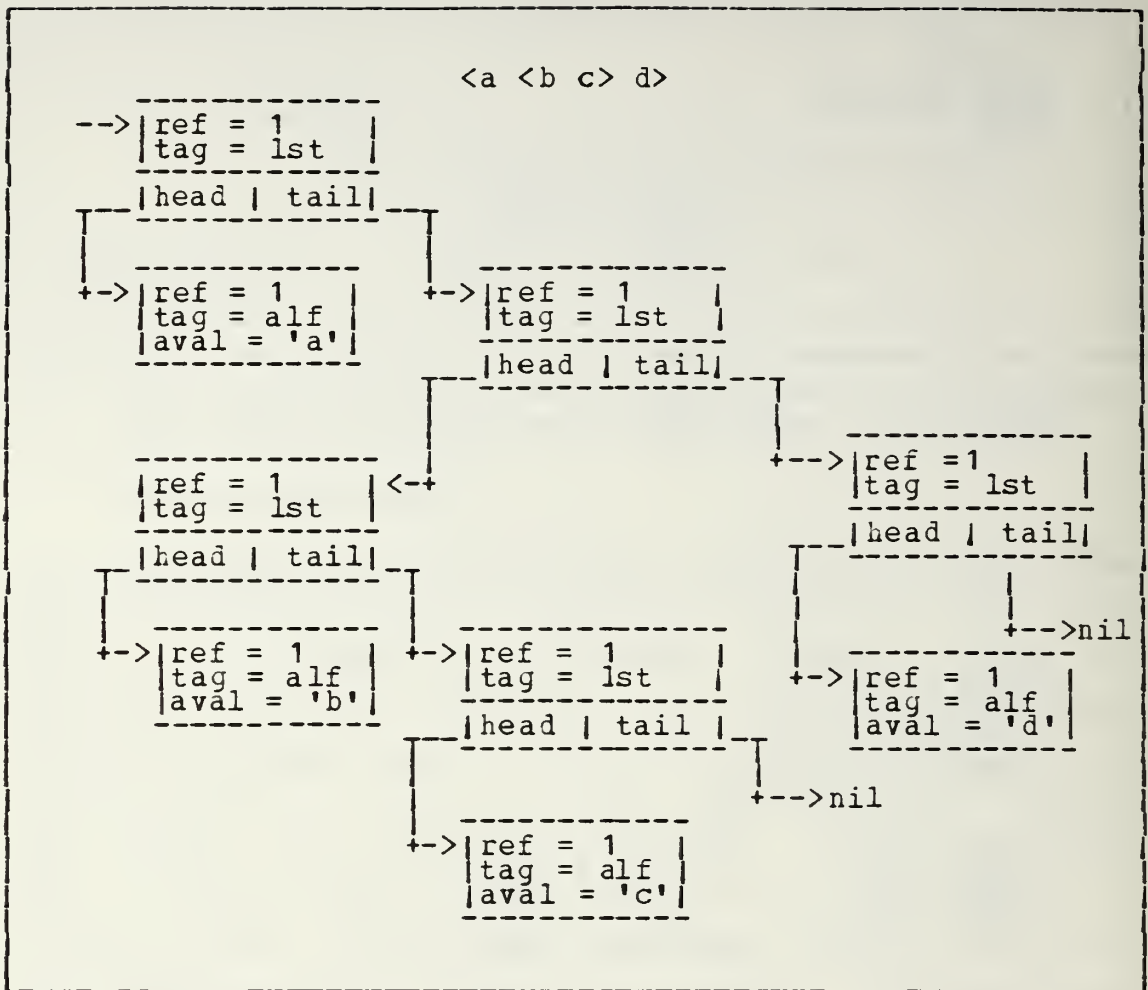 <a <b c> d>
-->|ref = 1
|tag = lst |
|head | tail|
+->|ref = 1 |
|tag = alf |
|aval = 'a'|
+->|ref = 1 |
|tag = lst |
|head | tail|
|ref = 1 |<-+
|tag = lst |
|head | tail|
+-->|ref =1 |
|tag = lst |
|head | tail|
+-->nil
+->|ref = 1 |
|tag = alf |
|aval = 'b'|
+->|ref = 1 |
|tag = lst |
|head | tail |
+->|ref = 1 |
|tag = alf |
|aval = 'd'|
+-->nil
+->|ref = 1 |
|tag = alf |
|aval = 'c'|